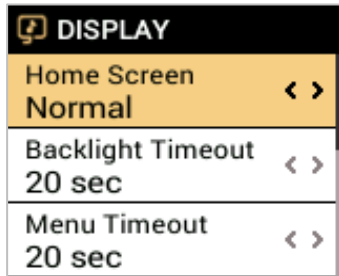 DISPLAY
Home Screen
Normal
Backlight Timeout
20 sec
Menu Timeout
20 sec